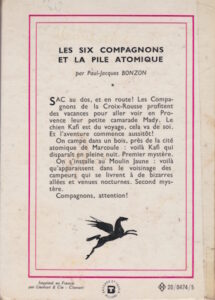 LES SIX COMPAGNONS
ET LA PILE ATOMIQUE
par Paul-Jacques BONZON
*
SAC au dos, et en route! Les Compa-
gnons de la Croix-Rousse profitent
des vacances pour aller voir en Pro-
vence leur petite camarade Mady. Le
chien Kafi est du voyage, cela va de soi.
Et l'aventure commence aussitôt!
On campe dans un bois, près de la cité
atomique de Marcoule : voilà Kafi qui
disparaît en pleine nuit. Premier mystère.
On s'installe au Moulin Jaune : voilà
qu'apparaissent dans le voisinage des
campeurs qui se livrent à de bizarres
allées et venues nocturnes. Second mys-
tère.
Compagnons, attention!
Imprimé en France
20/0474/5